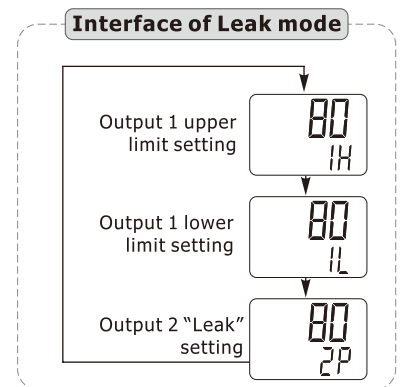 Interface of Leak mode
Output 1 upper
limit setting
80
1H
Output 1 lower
limit setting
80
1L
Output 2 “Leak”
setting
80
2P